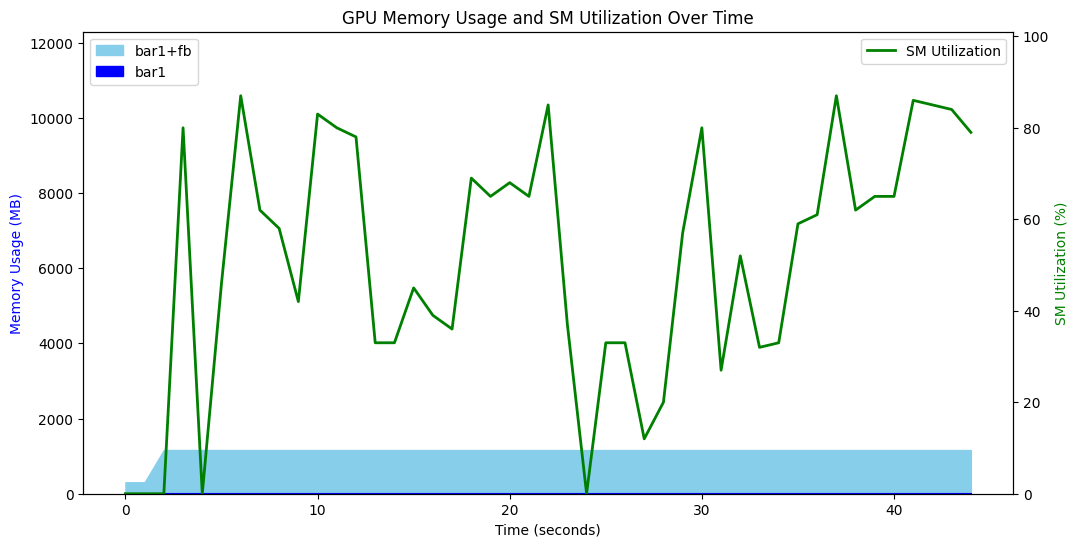 GPU Memory Usage and SM Utilization Over Time
bar1+fb
bar1
SM Utilization
Memory Usage (MB)
12000
10000
8000
6000
4000
2000
0
SM Utilization (%)
100
80
60
40
20
0
0 10 20 30 40
Time (seconds)